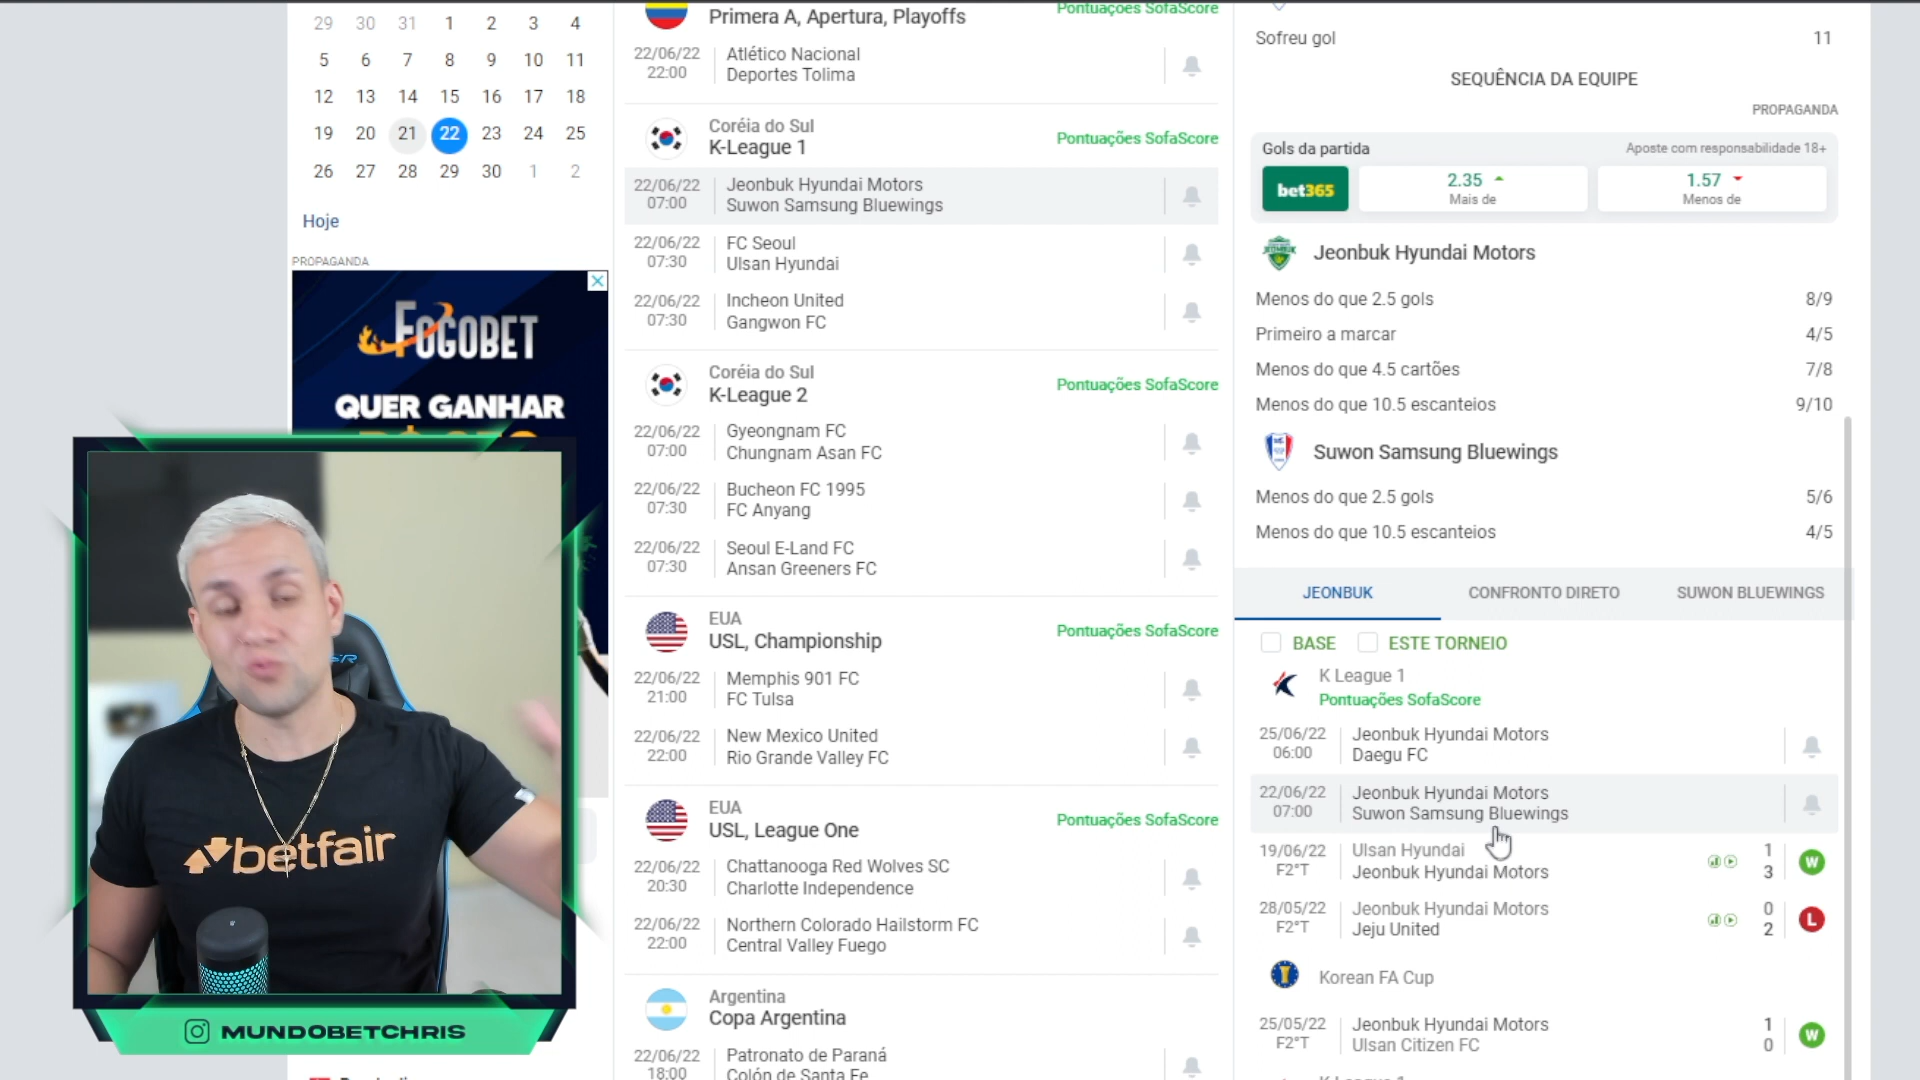 29 30 31 1 2 3 4
5 6 7 8 9 10 11
12 13 14 15 16 17 18
19 20 21 22 23 24 25
26 27 28 29 30 1 2
Hoje
PROPAGANDA
FOGOBET
QUER GANHAR
betfair
MUNDOBETCHRIS
Primera A, Apertura, Playoffs
Pontuações SofaScore
22/06/22 Atlético Nacional
22:00 Deportes Tolima
Coréia do Sul
K-League 1
Pontuações SofaScore
22/06/22 Jeonbuk Hyundai Motors
07:00 Suwon Samsung Bluewings
22/06/22 FC Seoul
07:30 Ulsan Hyundai
22/06/22 Incheon United
07:30 Gangwon FC
Coréia do Sul
K-League 2
Pontuações SofaScore
22/06/22 Gyeongnam FC
07:00 Chungnam Asan FC
22/06/22 Bucheon FC 1995
07:30 FC Anyang
22/06/22 Seoul E-Land FC
07:30 Ansan Greeners FC
EUA
USL, Championship
Pontuações SofaScore
22/06/22 Memphis 901 FC
21:00 FC Tulsa
22/06/22 New Mexico United
22:00 Rio Grande Valley FC
EUA
USL, League One
Pontuações SofaScore
22/06/22 Chattanooga Red Wolves SC
20:30 Charlotte Independence
22/06/22 Northern Colorado Hailstorm FC
22:00 Central Valley Fuego
Argentina
Copa Argentina
22/06/22 Patronato de Paraná
18:00 Colón de Santa Fe
Sofreu gol 11
SEQUÊNCIA DA EQUIPE
PROPAGANDA
Gols da partida Aposte com responsabilidade 18+
bet365 2.35 1.57
Mais de Menos de
Jeonbuk Hyundai Motors
Menos do que 2.5 gols 8/9
Primeiro a marcar 4/5
Menos do que 4.5 cartões 7/8
Menos do que 10.5 escanteios 9/10
Suwon Samsung Bluewings
Menos do que 2.5 gols 5/6
Menos do que 10.5 escanteios 4/5
JEONBUK CONFRONTO DIRETO SUWON BLUEWINGS
BASE ESTE TORNEIO
K League 1
Pontuações SofaScore
25/06/22 Jeonbuk Hyundai Motors
06:00 Daegu FC
22/06/22 Jeonbuk Hyundai Motors
07:00 Suwon Samsung Bluewings
19/06/22 Ulsan Hyundai 1
F2°T Jeonbuk Hyundai Motors 3 W
28/05/22 Jeonbuk Hyundai Motors 0
F2°T Jeju United 2 L
Korean FA Cup
25/05/22 Jeonbuk Hyundai Motors 1
F2°T Ulsan Citizen FC 0 W